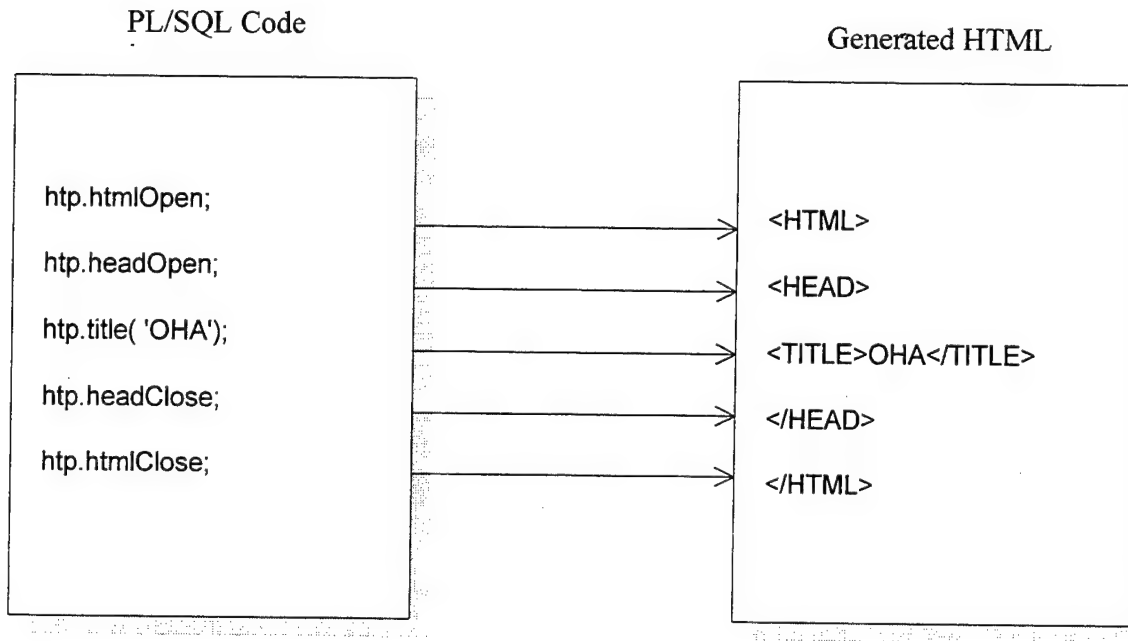 PL/SQL Code
Generated HTML
htp.htmlOpen;
htp.headOpen;
htp.title( 'OHA');
htp.headClose;
htp.htmlClose;
<HTML>
<HEAD>
<TITLE>OHA</TITLE>
</HEAD>
</HTML>